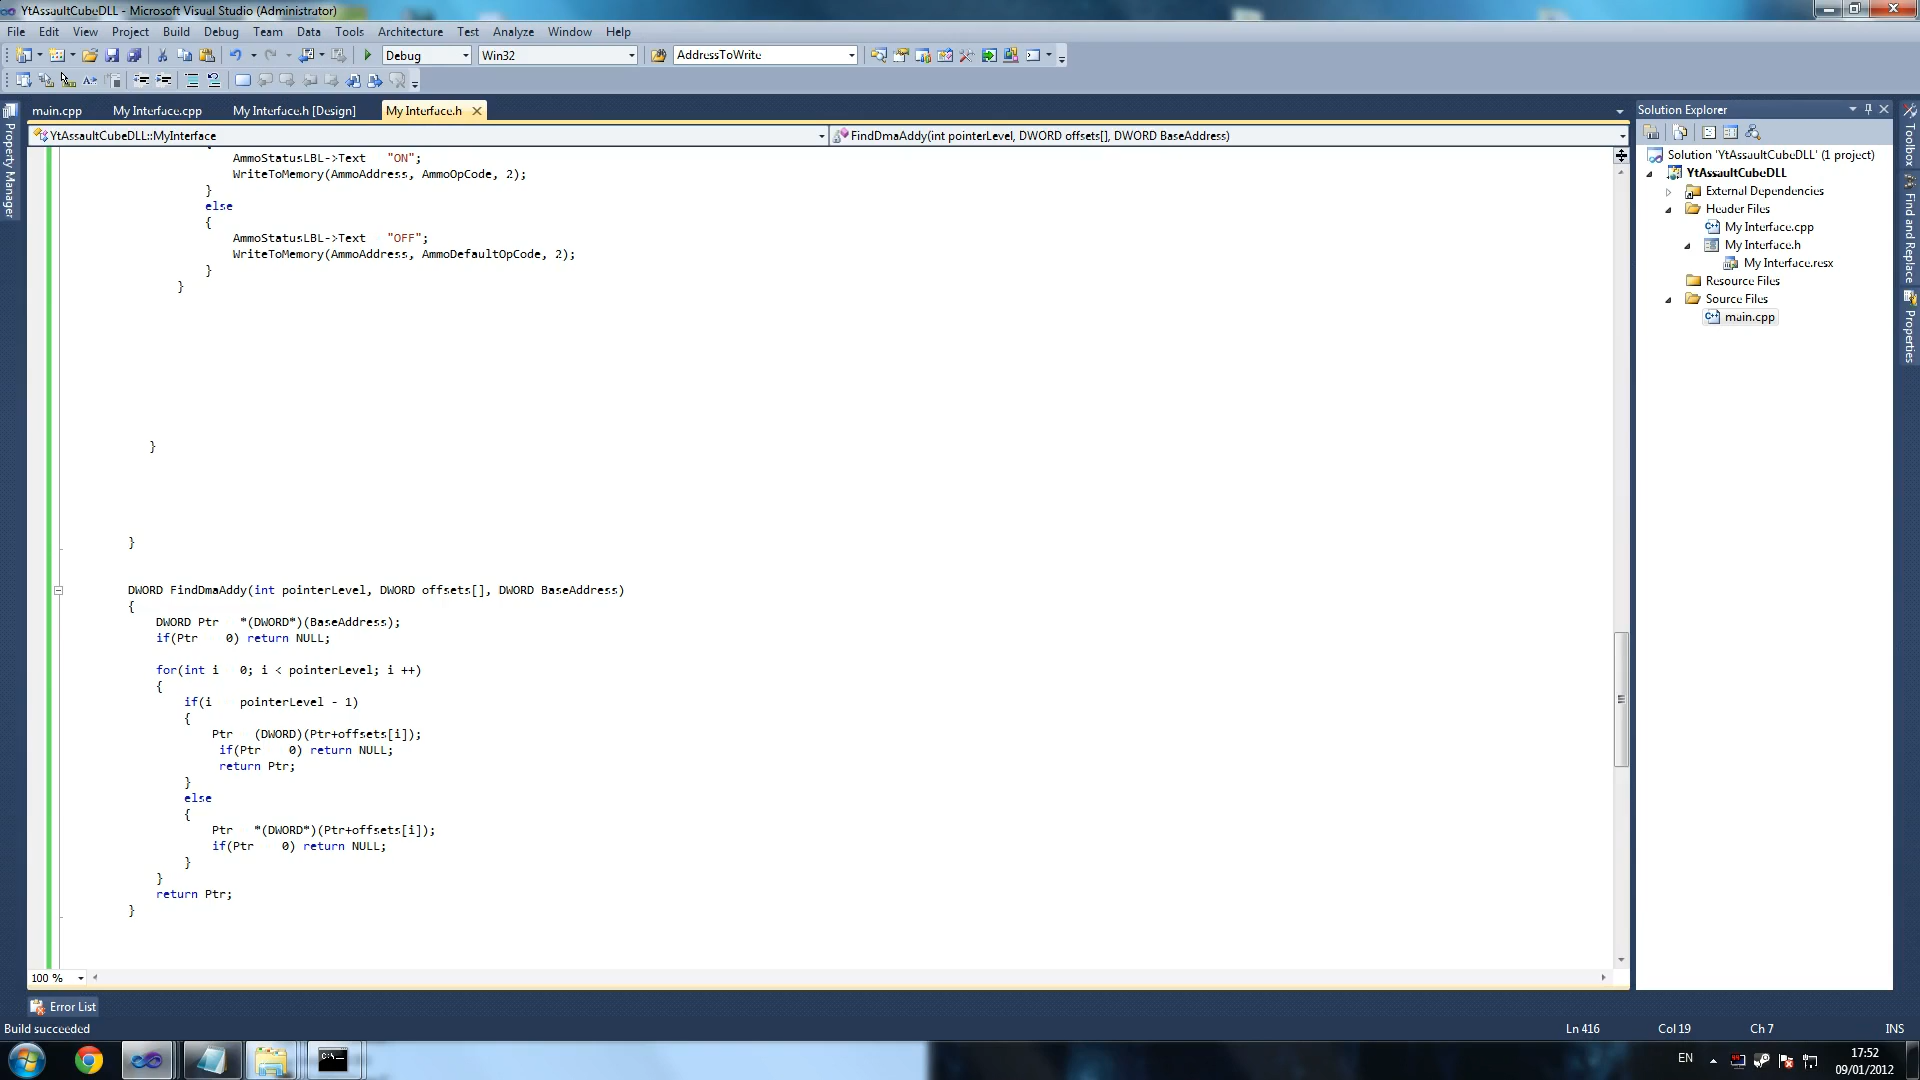 YtAssaultCubeDLL - Microsoft Visual Studio (Administrator)
File Edit View Project Build Debug Team Data Tools Architecture Test Analyze Window Help
Debug Win32 AddressToWrite
main.cpp My Interface.cpp My Interface.h [Design] My Interface.h
YtAssaultCubeDLL::MyInterface FindDmaAddy(int pointerLevel, DWORD offsets[], DWORD BaseAddress)
Property Manager
{
AmmoStatusLBL->Text "ON";
WriteToMemory(AmmoAddress, AmmoOpCode, 2);
}
else
{
AmmoStatusLBL->Text "OFF";
WriteToMemory(AmmoAddress, AmmoDefaultOpCode, 2);
}
}
}
}
DWORD FindDmaAddy(int pointerLevel, DWORD offsets[], DWORD BaseAddress)
{
DWORD Ptr *(DWORD*)(BaseAddress);
if(Ptr 0) return NULL;
for(int i 0; i < pointerLevel; i ++)
{
if(i pointerLevel - 1)
{
Ptr (DWORD)(Ptr+offsets[i]);
if(Ptr 0) return NULL;
return Ptr;
}
else
{
Ptr *(DWORD*)(Ptr+offsets[i]);
if(Ptr 0) return NULL;
}
}
return Ptr;
}
100 %
Solution Explorer
Solution 'YtAssaultCubeDLL' (1 project)
YtAssaultCubeDLL
External Dependencies
Header Files
My Interface.cpp
My Interface.h
My Interface.resx
Resource Files
Source Files
main.cpp
Toolbox
Find and Replace
Properties
Error List
Build succeeded Ln 416 Col 19 Ch 7 INS
EN 17:52
09/01/2012